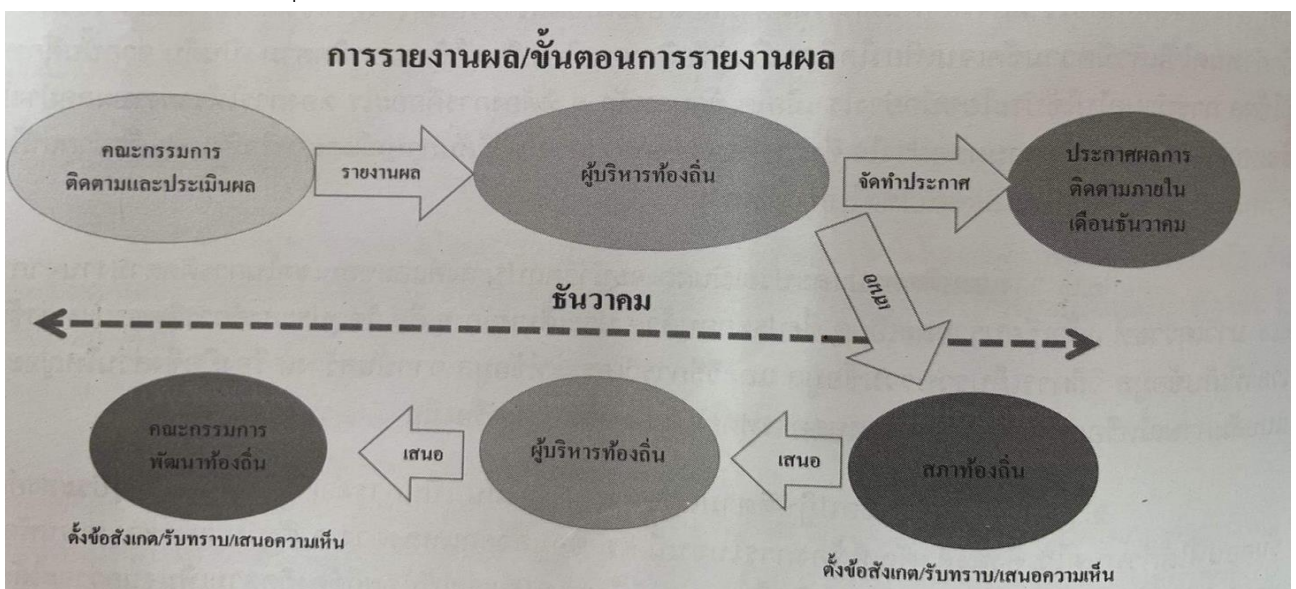 การรายงานผล/ขั้นตอนการรายงานผล
คณะกรรมการ
ติดตามและประเมินผล
รายงานผล
ผู้บริหารท้องถิ่น
จัดทำประกาศ
ประกาศผลการ
ติดตามภายใน
เดือนธันวาคม
เสนอ
ธันวาคม
คณะกรรมการ
พัฒนาท้องถิ่น
เสนอ
ผู้บริหารท้องถิ่น
เสนอ
สภาท้องถิ่น
ตั้งข้อสังเกต/รับทราบ/เสนอความเห็น
ตั้งข้อสังเกต/รับทราบ/เสนอความเห็น